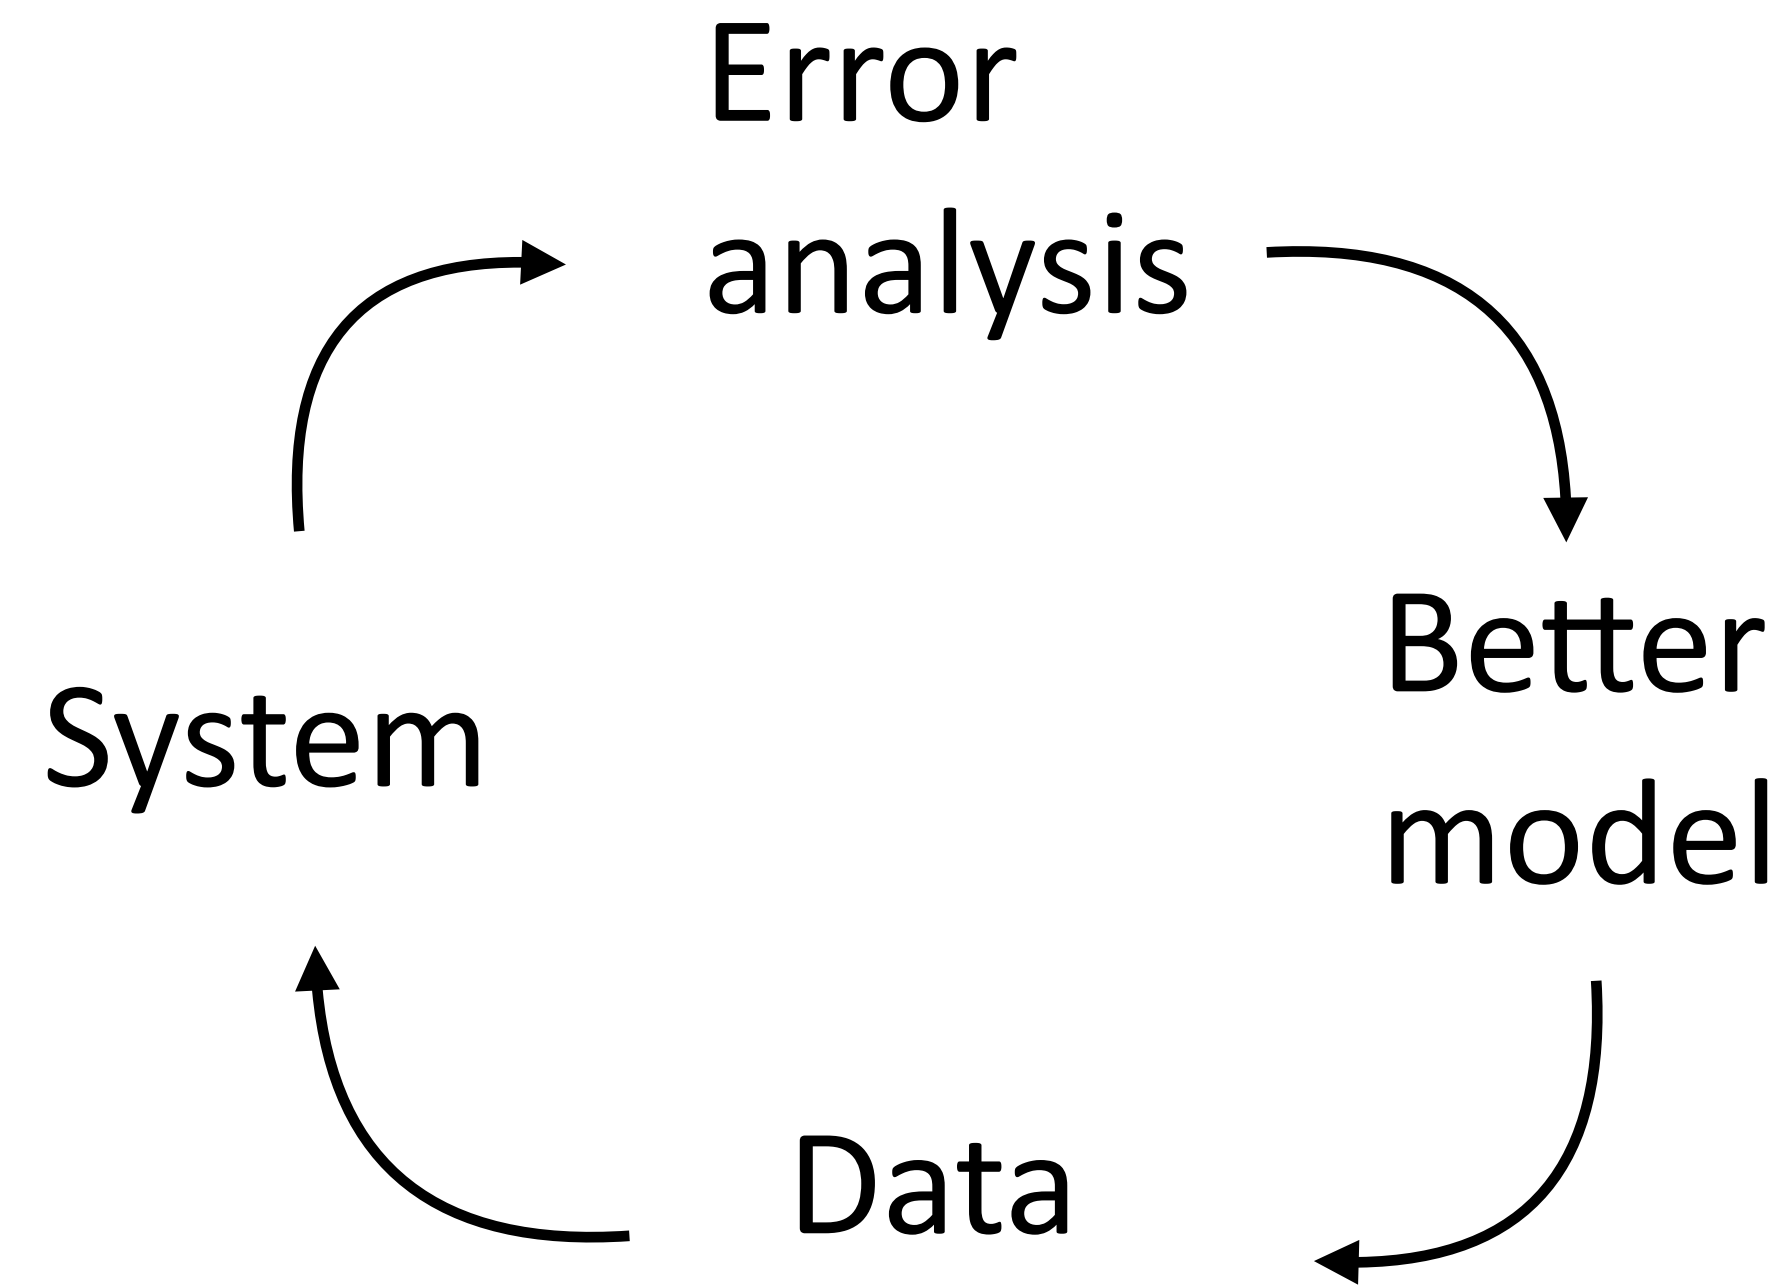 Error
analysis
Better
model
System
Data